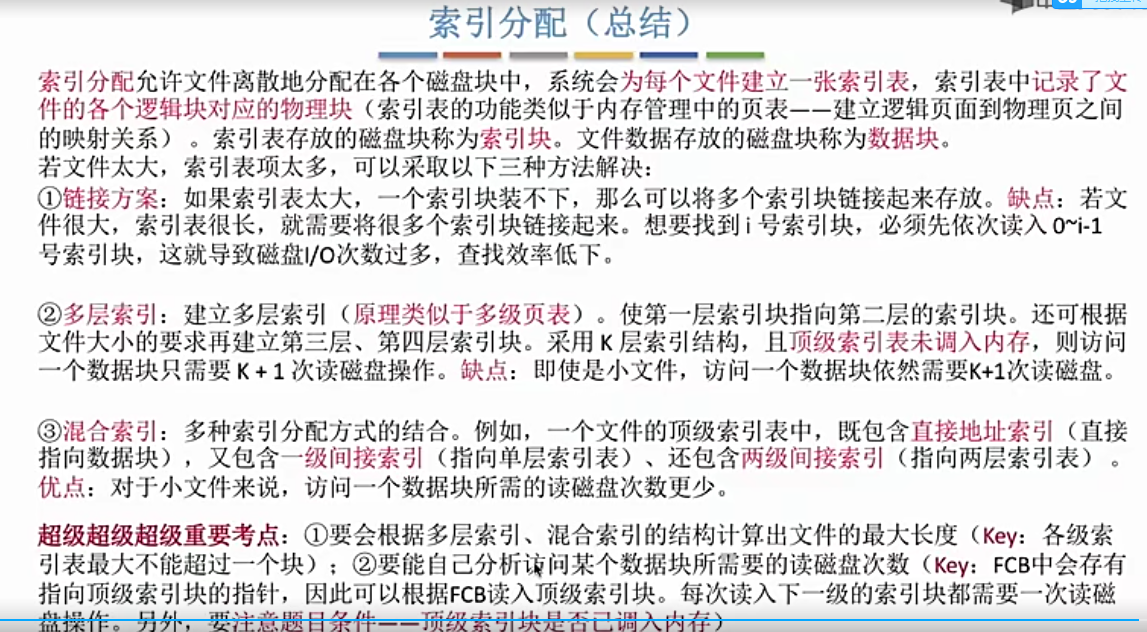 索引分配（总结）
索引分配允许文件离散地分配在各个磁盘块中，系统会为每个文件建立一张索引表，索引表中记录了文
件的各个逻辑块对应的物理块（索引表的功能类似于内存管理中的页表——建立逻辑页面到物理页之间
的映射关系）。索引表存放的磁盘块称为索引块。文件数据存放的磁盘块称为数据块。
若文件太大，索引表项太多，可以采取以下三种方法解决：
①链接方案：如果索引表太大，一个索引块装不下，那么可以将多个索引块链接起来存放。缺点：若文
件很大，索引表很长，就需要将很多个索引块链接起来。想要找到 i 号索引块，必须先依次读入 0~i-1
号索引块，这就导致磁盘I/O次数过多，查找效率低下。
②多层索引：建立多层索引（原理类似于多级页表）。使第一层索引块指向第二层的索引块。还可根据
文件大小的要求再建立第三层、第四层索引块。采用 K 层索引结构，且顶级索引表未调入内存，则访问
一个数据块只需要 K + 1 次读磁盘操作。缺点：即使是小文件，访问一个数据块依然需要K+1次读磁盘。
③混合索引：多种索引分配方式的结合。例如，一个文件的顶级索引表中，既包含直接地址索引（直接
指向数据块），又包含一级间接索引（指向单层索引表）、还包含两级间接索引（指向两层索引表）。
优点：对于小文件来说，访问一个数据块所需的读磁盘次数更少。
超级超级超级重要考点：①要会根据多层索引、混合索引的结构计算出文件的最大长度（Key：各级索
引表最大不能超过一个块）；②要能自己分析访问某个数据块所需要的读磁盘次数（Key：FCB中会存有
指向顶级索引块的指针，因此可以根据FCB读入顶级索引块。每次读入下一级的索引块都需要一次读磁
盘操作。另外，要注意题目条件——顶级索引块是否已调入内存）